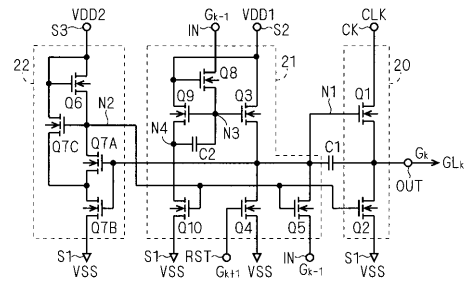 VDD2 Gk-1 VDD1 CLK
S3 IN S2 CK
22 21 20
Q8
Q6 N2 Q9 Q3 N1 Q1
Q7C Q7A N4 N3
C2 C1 Gk GLk
OUT
Q7B Q10 Q4 Q5 Q2
S1 S1 RST IN S1
VSS VSS Gk+1 VSS Gk-1 VSS